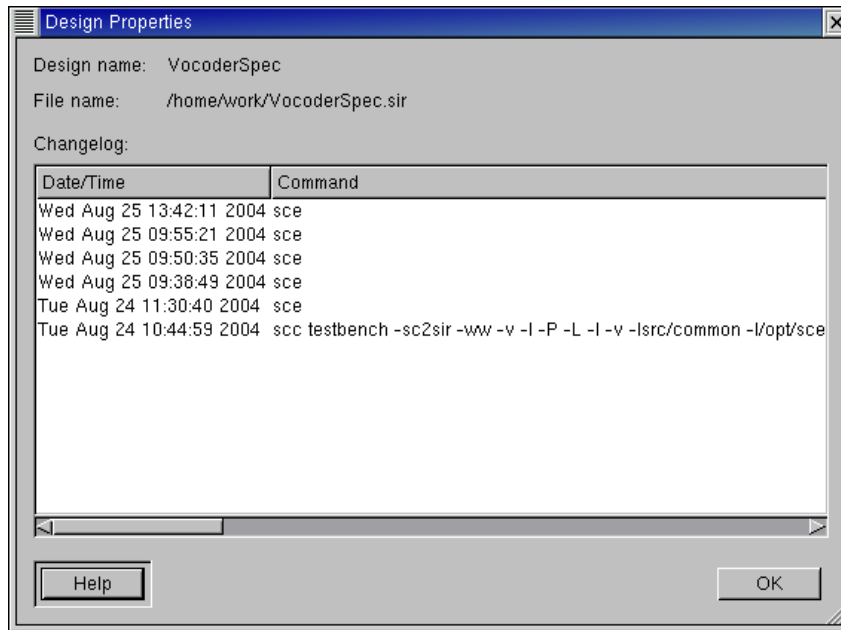 Design Properties
Design name: VocoderSpec
File name: /home/work/VocoderSpec.sir
Changelog:
Date/Time Command
Wed Aug 25 13:42:11 2004 sce
Wed Aug 25 09:55:21 2004 sce
Wed Aug 25 09:50:35 2004 sce
Wed Aug 25 09:38:49 2004 sce
Tue Aug 24 11:30:40 2004 sce
Tue Aug 24 10:44:59 2004 scc testbench -sc2sir -ww -v -I -P -L -l -v -Isrc/common -I/opt/sce
Help OK